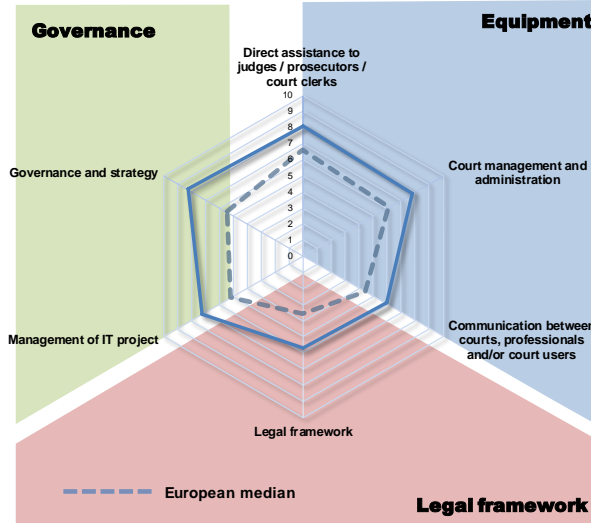 Governance
Equipment
Direct assistance to
judges / prosecutors /
court clerks
10
9
8
7
6
5
4
3
2
1
0
Governance and strategy
Court management and
administration
Management of IT project
Communication between
courts, professionals
and/or court users
Legal framework
European median
Legal framework